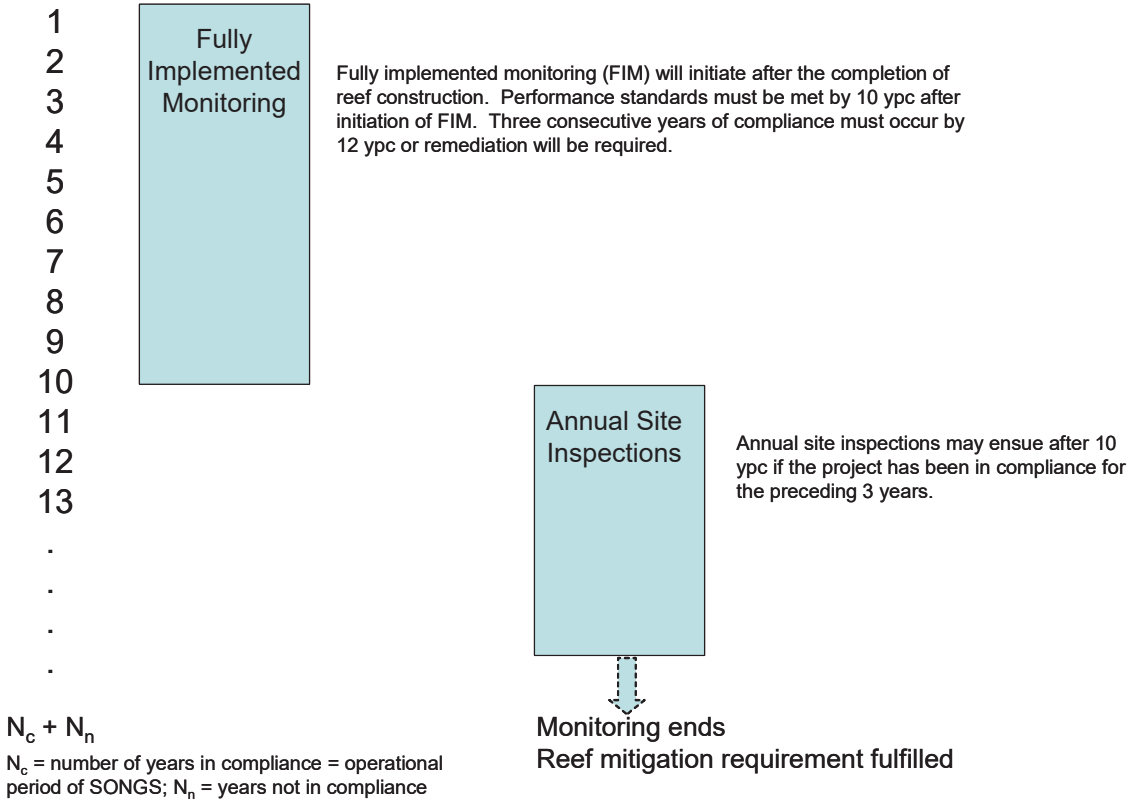 1
2
3
4
5
6
7
8
9
10
11
12
13
.
.
.
.
Fully
Implemented
Monitoring
Fully implemented monitoring (FIM) will initiate after the completion of
reef construction. Performance standards must be met by 10 ypc after
initiation of FIM. Three consecutive years of compliance must occur by
12 ypc or remediation will be required.
Annual Site
Inspections
Annual site inspections may ensue after 10
ypc if the project has been in compliance for
the preceding 3 years.
Nc + Nn
Nc = number of years in compliance = operational
period of SONGS; Nn = years not in compliance
Monitoring ends
Reef mitigation requirement fulfilled